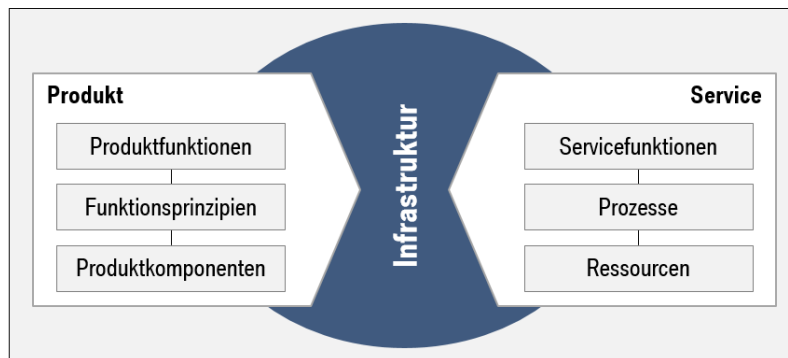 Produkt
Produktfunktionen
Funktionsprinzipien
Produktkomponenten
Infrastruktur
Service
Servicefunktionen
Prozesse
Ressourcen